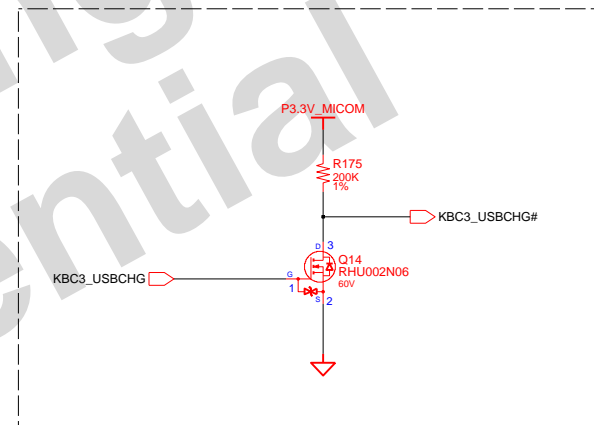 P3.3V_MICOM
R175
200K
1%
KBC3_USBCHG#
D 3
Q14
RHU002N06
60V
KBC3_USBCHG
G
1
S 2
ential